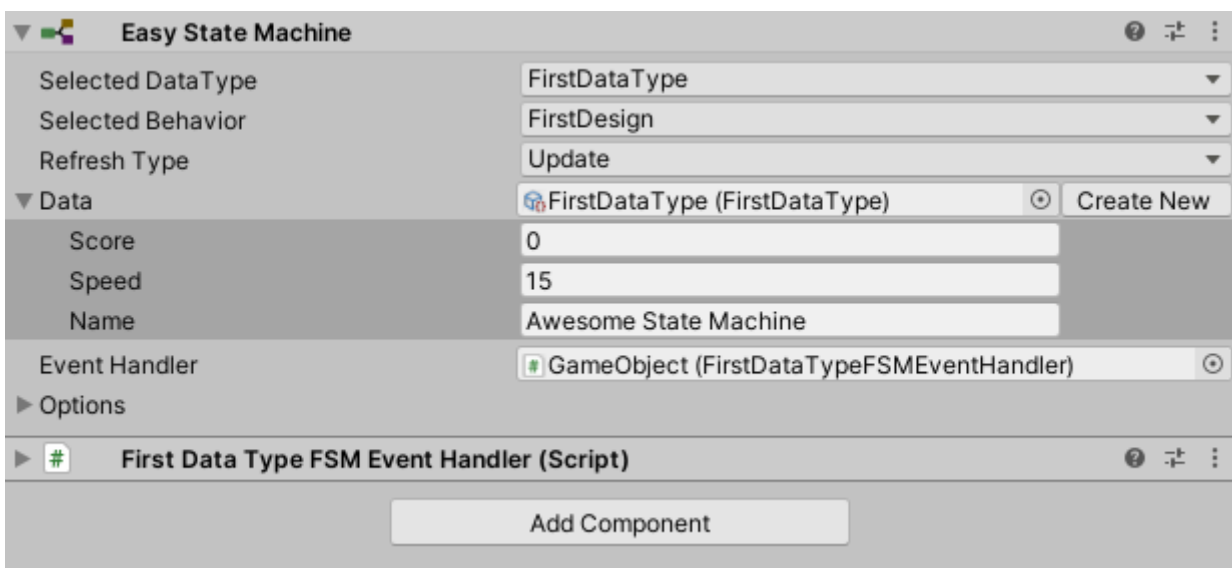 Easy State Machine
Selected DataType FirstDataType
Selected Behavior FirstDesign
Refresh Type Update
Data FirstDataType (FirstDataType) Create New
Score 0
Speed 15
Name Awesome State Machine
Event Handler # GameObject (FirstDataTypeFSMEventHandler)
Options
# First Data Type FSM Event Handler (Script)
Add Component